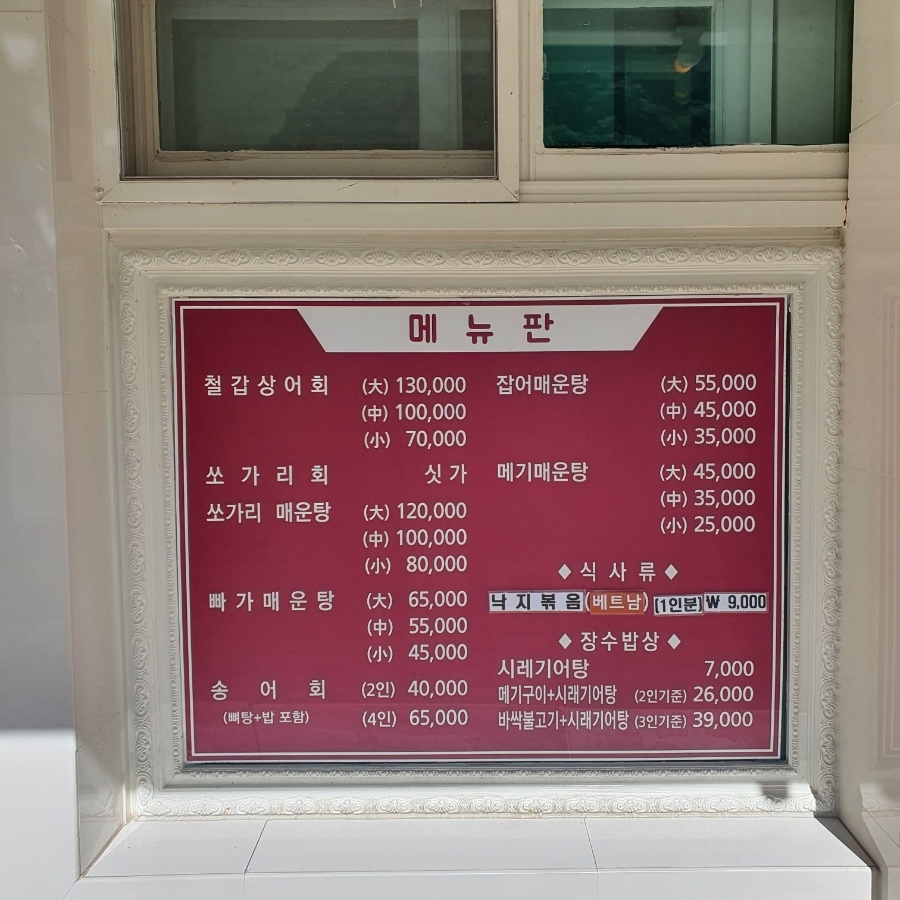 메뉴판
철갑상어회 (大) 130,000
(中) 100,000
(小) 70,000
쏘가리회 싯가
쏘가리 매운탕 (大) 120,000
(中) 100,000
(小) 80,000
빠가매운탕 (大) 65,000
(中) 55,000
(小) 45,000
송어회 (2인) 40,000
(뼈탕+밥 포함) (4인) 65,000
잡어매운탕 (大) 55,000
(中) 45,000
(小) 35,000
메기매운탕 (大) 45,000
(中) 35,000
(小) 25,000
◆ 식사류 ◆
낙지볶음(베트남) [1인분] ₩ 9,000
◆ 장수밥상 ◆
시레기어탕 7,000
메기구이+시래기어탕 (2인기준) 26,000
바싹불고기+시래기어탕 (3인기준) 39,000